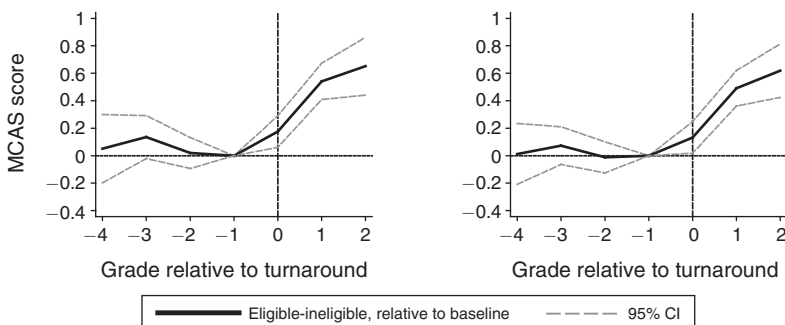 1
0.8
0.6
0.4
0.2
0
−0.2
−0.4
MCAS score
−4 −3 −2 −1 0 1 2
Grade relative to turnaround
1
0.8
0.6
0.4
0.2
0
−0.2
−0.4
−4 −3 −2 −1 0 1 2
Grade relative to turnaround
Eligible-ineligible, relative to baseline 95% CI